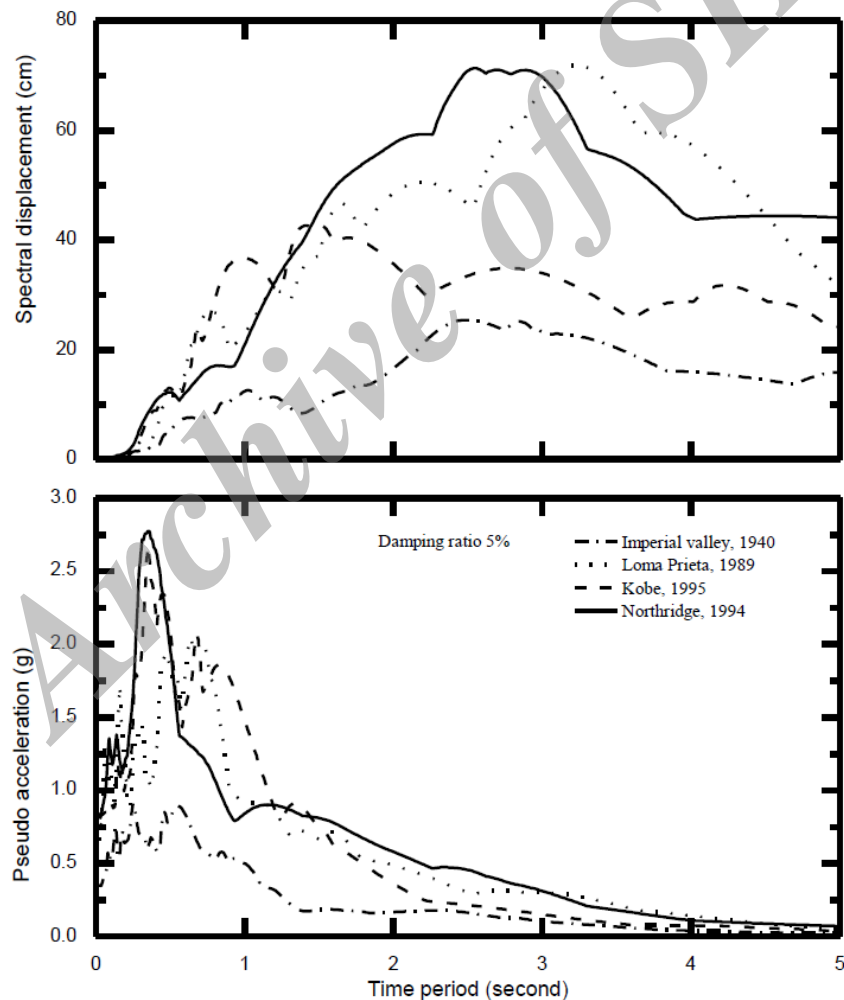 80
60
40
20
0
Spectral displacement (cm)
Archive of
3.0
2.5
2.0
1.5
1.0
0.5
0.0
Pseudo acceleration (g)
Damping ratio 5%
Imperial valley, 1940
Loma Prieta, 1989
Kobe, 1995
Northridge, 1994
0 1 2 3 4 5
Time period (second)